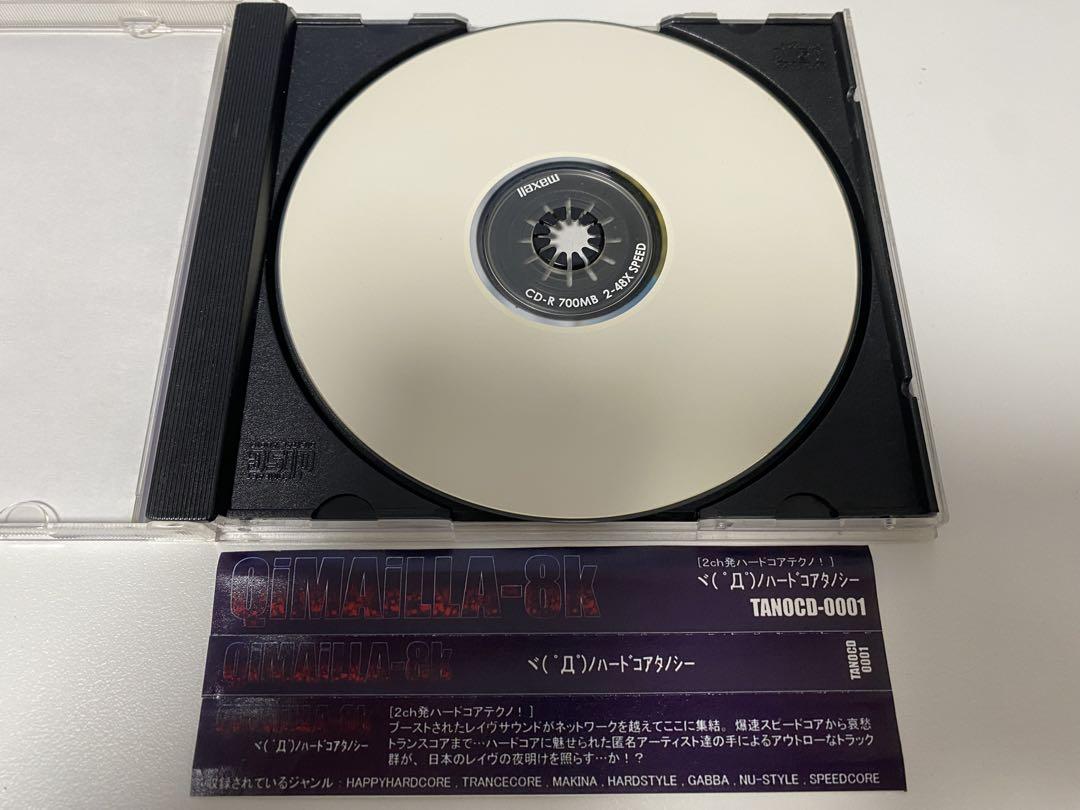 maxell
CD-R 700MB 2-48X SPEED
QiMAiLLA-8k
[2ch発ハードコアテクノ!]
ヾ(ﾟДﾟ)ﾉﾊｰﾄﾞｺｱﾀﾉｼｰ
TANOCD-0001
QiMAiLLA-8k
ヾ(ﾟДﾟ)ﾉﾊｰﾄﾞｺｱﾀﾉｼｰ
TANOCD
0001
QiMAiLLA-8k
ヾ(ﾟДﾟ)ﾉﾊｰﾄﾞｺｱﾀﾉｼｰ
[2ch発ハードコアテクノ!]
ブーストされたレイヴサウンドがネットワークを越えてここに集結。爆速スピードコアから哀愁
トランスコアまで…ハードコアに魅せられた匿名アーティスト達の手によるアウトローなトラック
群が、日本のレイヴの夜明けを照らす…か!?
収録されているジャンル : HAPPYHARDCORE , TRANCECORE , MAKINA , HARDSTYLE , GABBA , NU-STYLE , SPEEDCORE